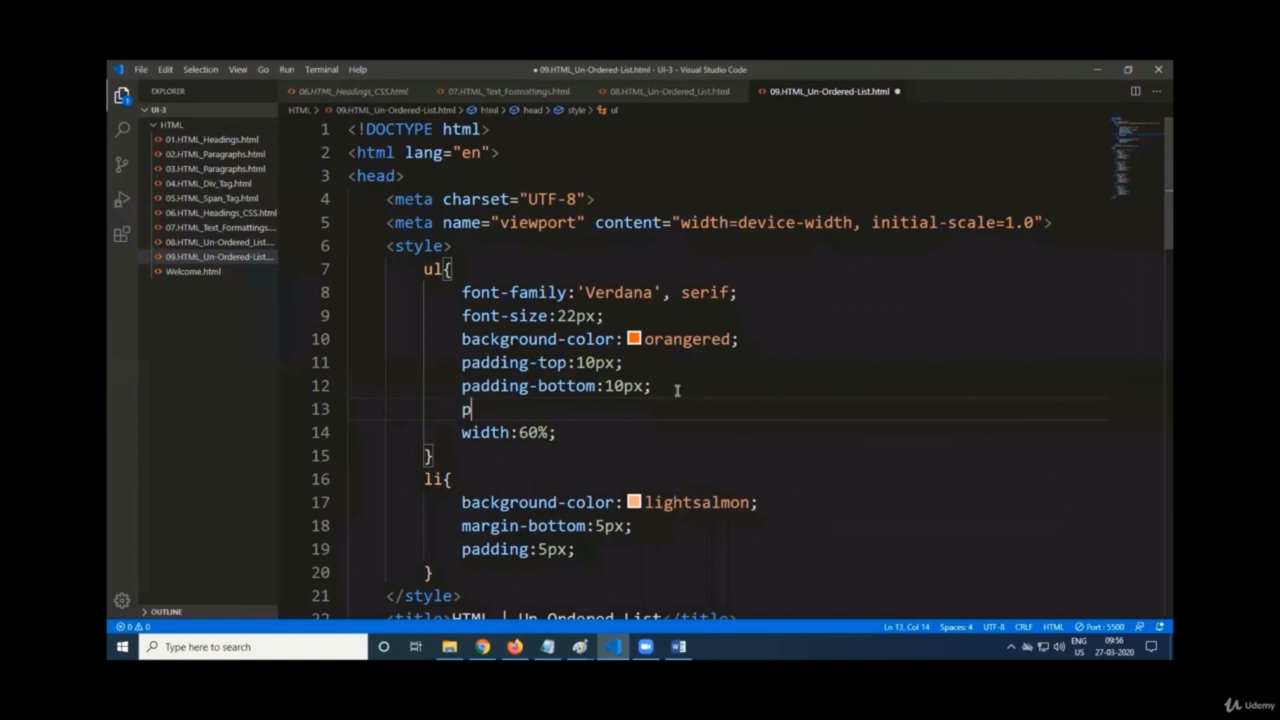 File Edit Selection View Go Run Terminal Help
● 09.HTML_Un-Ordered-List.html - UI-3 - Visual Studio Code
EXPLORER
06.HTML_Headings_CSS.html 07.HTML_Text_Formattings.html 08.HTML_Un-Ordered_List.html 09.HTML_Un-Ordered-List.html ●
UI-3
HTML > 09.HTML_Un-Ordered-List.html > html > head > style > ul
HTML
01.HTML_Headings.html
02.HTML_Paragraphs.html
03.HTML_Paragraphs.html
04.HTML_Div_Tag.html
05.HTML_Span_Tag.html
06.HTML_Headings_CSS.html
07.HTML_Text_Formattings....
08.HTML_Un-Ordered_List....
09.HTML_Un-Ordered-List....
Welcome.html
OUTLINE
1 <!DOCTYPE html>
2 <html lang="en">
3 <head>
4 <meta charset="UTF-8">
5 <meta name="viewport" content="width=device-width, initial-scale=1.0">
6 <style>
7 ul{
8 font-family:'Verdana', serif;
9 font-size:22px;
10 background-color:orangered;
11 padding-top:10px;
12 padding-bottom:10px;
13 p
14 width:60%;
15 }
16 li{
17 background-color:lightsalmon;
18 margin-bottom:5px;
19 padding:5px;
20 }
21 </style>
22 <title>HTML | Un-Ordered List</title>
0 0 Ln 13, Col 14 Spaces: 4 UTF-8 CRLF HTML Port : 5500
Type here to search
ENG
US
09:56
27-03-2020
Udemy